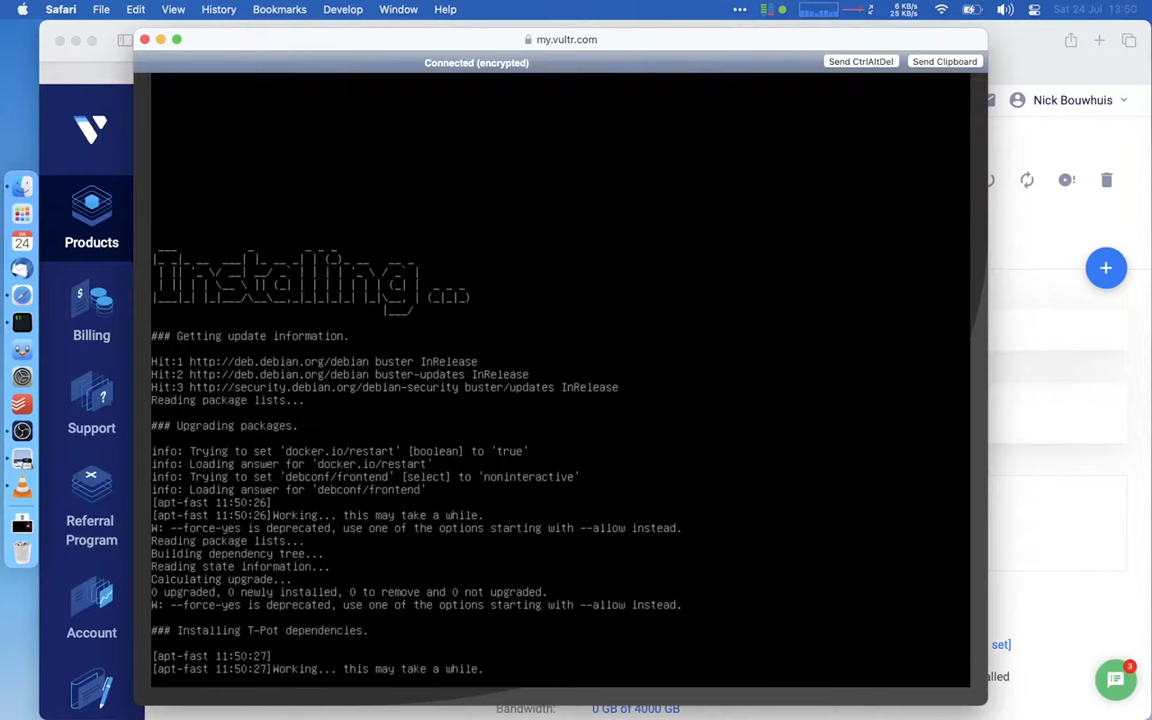 Safari File Edit View History Bookmarks Develop Window Help
6 KB/s
25 KB/s
Sat 24 Jul 13:50
my.vultr.com
Connected (encrypted)
Send CtrlAltDel
Send Clipboard
Nick Bouwhuis
24
Products
Billing
Support
Referral
Program
Account
Installing...
### Getting update information.
Hit:1 http://deb.debian.org/debian buster InRelease
Hit:2 http://deb.debian.org/debian buster-updates InRelease
Hit:3 http://security.debian.org/debian-security buster/updates InRelease
Reading package lists...
### Upgrading packages.
info: Trying to set 'docker.io/restart' [boolean] to 'true'
info: Loading answer for 'docker.io/restart'
info: Trying to set 'debconf/frontend' [select] to 'noninteractive'
info: Loading answer for 'debconf/frontend'
[apt-fast 11:50:26]
[apt-fast 11:50:26]Working... this may take a while.
W: --force-yes is deprecated, use one of the options starting with --allow instead.
Reading package lists...
Building dependency tree...
Reading state information...
Calculating upgrade...
0 upgraded, 0 newly installed, 0 to remove and 0 not upgraded.
W: --force-yes is deprecated, use one of the options starting with --allow instead.
### Installing T-Pot dependencies.
[apt-fast 11:50:27]
[apt-fast 11:50:27]Working... this may take a while.
set]
alled
3
Bandwidth:
0 GB of 4000 GB